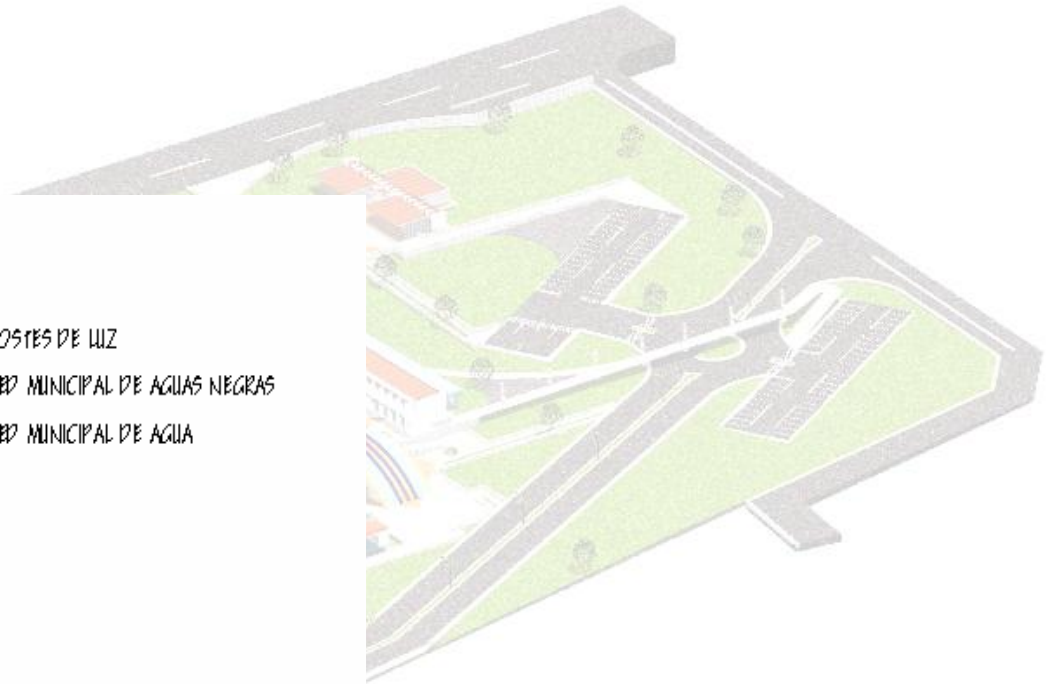 OSTES DE LUZ
ED MUNICIPAL DE AGUAS NEGRAS
ED MUNICIPAL DE AGUA